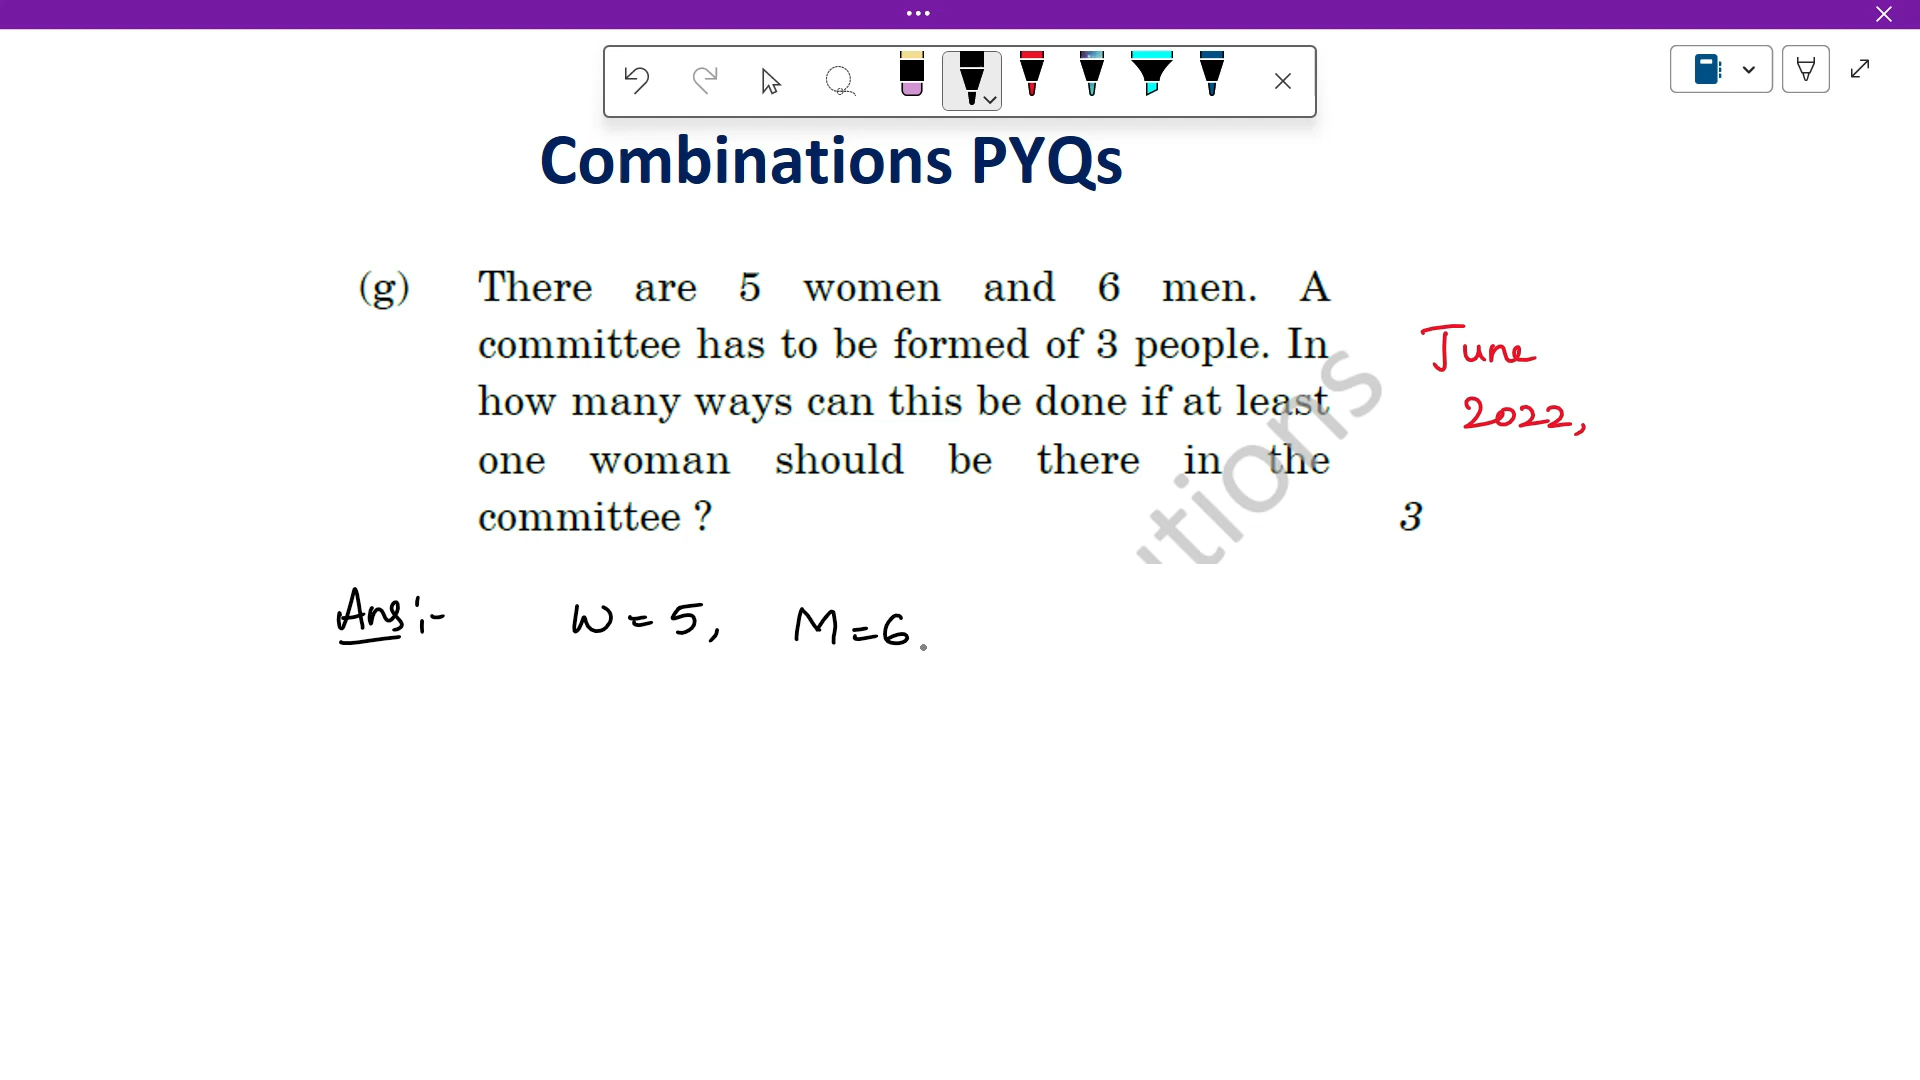 Combinations PYQs
(g) There are 5 women and 6 men. A
committee has to be formed of 3 people. In
how many ways can this be done if at least
one woman should be there in the
committee ? 3
June
2022,
Ans :- W = 5, M = 6.